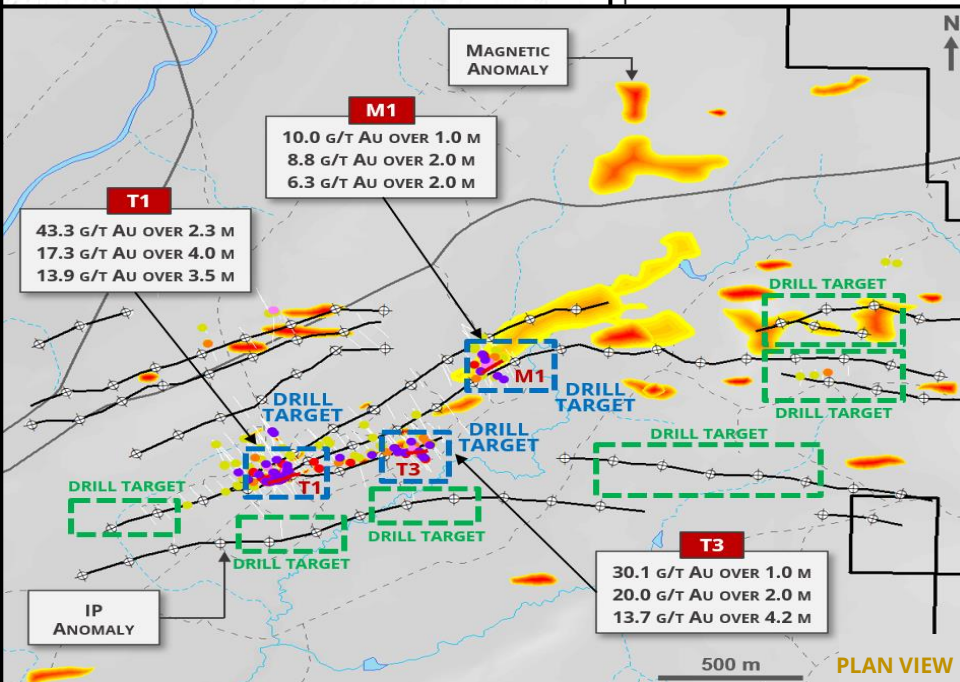 N
MAGNETIC
ANOMALY
M1
10.0 G/T AU OVER 1.0 M
8.8 G/T AU OVER 2.0 M
6.3 G/T AU OVER 2.0 M
T1
43.3 G/T AU OVER 2.3 M
17.3 G/T AU OVER 4.0 M
13.9 G/T AU OVER 3.5 M
DRILL TARGET
M1
DRILL
TARGET
DRILL
TARGET
DRILL TARGET
DRILL
TARGET
DRILL TARGET
T3
T1
DRILL TARGET
DRILL TARGET
DRILL TARGET
T3
30.1 G/T AU OVER 1.0 M
20.0 G/T AU OVER 2.0 M
13.7 G/T AU OVER 4.2 M
IP
ANOMALY
500 m
PLAN VIEW